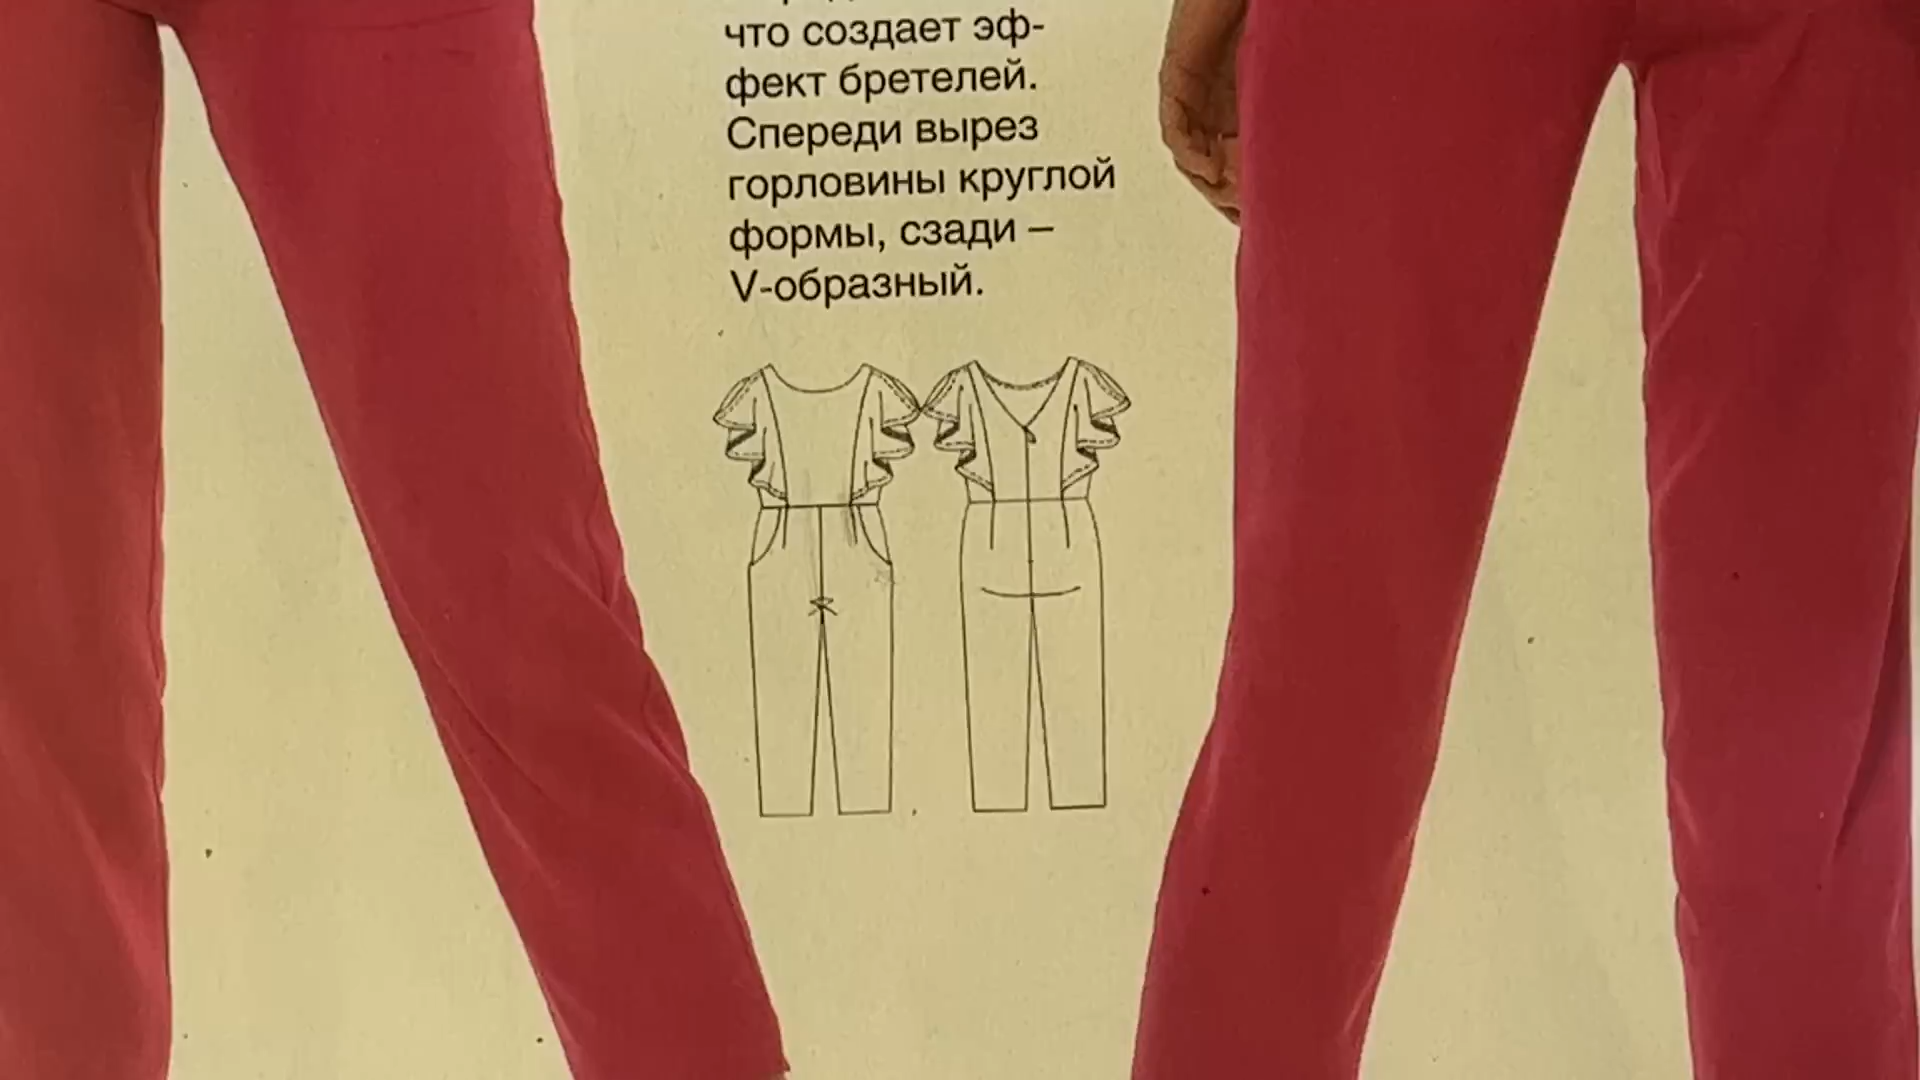 что создает эф-
фект бретелей.
Спереди вырез
горловины круглой
формы, сзади –
V-образный.